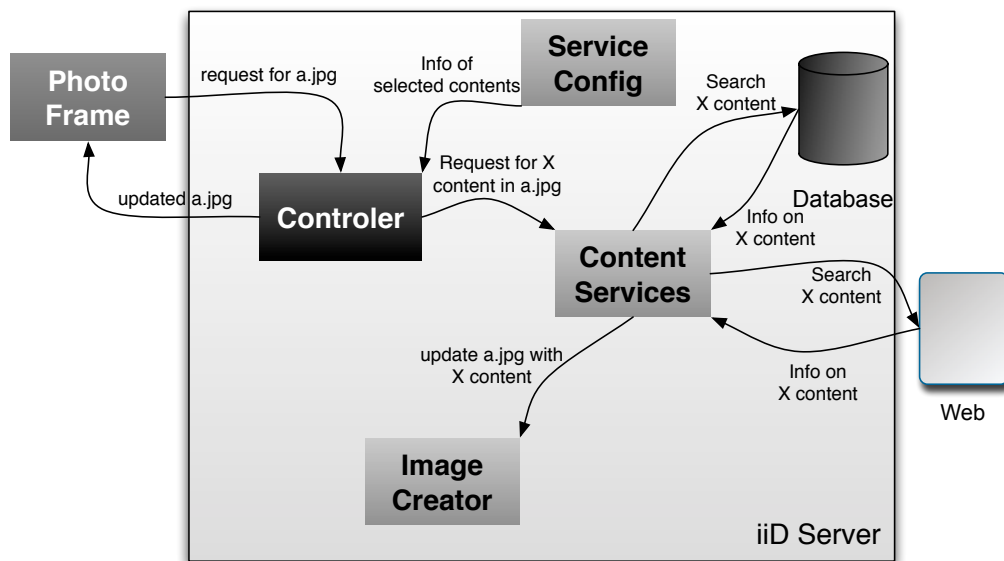 Photo
Frame
request for a.jpg
updated a.jpg
Info of
selected contents
Service
Config
Controler
Request for X
content in a.jpg
Search
X content
Database
Info on
X content
Content
Services
Search
X content
Info on
X content
Web
update a.jpg with
X content
Image
Creator
iiD Server